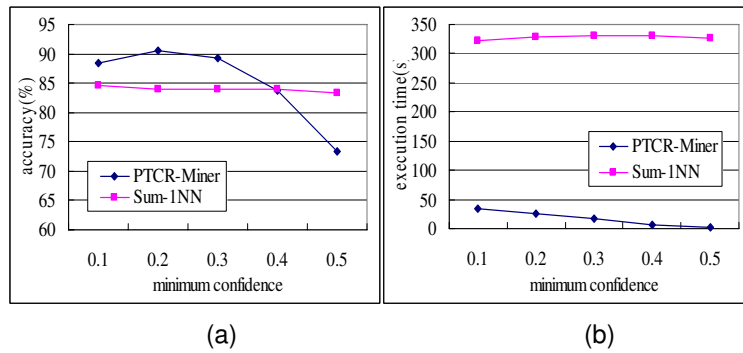 95
90
85
80
75
70
65
60
accuracy(%)
PTCR-Miner
Sum-1NN
0.1 0.2 0.3 0.4 0.5
minimum confidence
(a)
350
300
250
200
150
100
50
0
execution time(s)
PTCR-Miner
Sum-1NN
0.1 0.2 0.3 0.4 0.5
minimum confidence
(b)